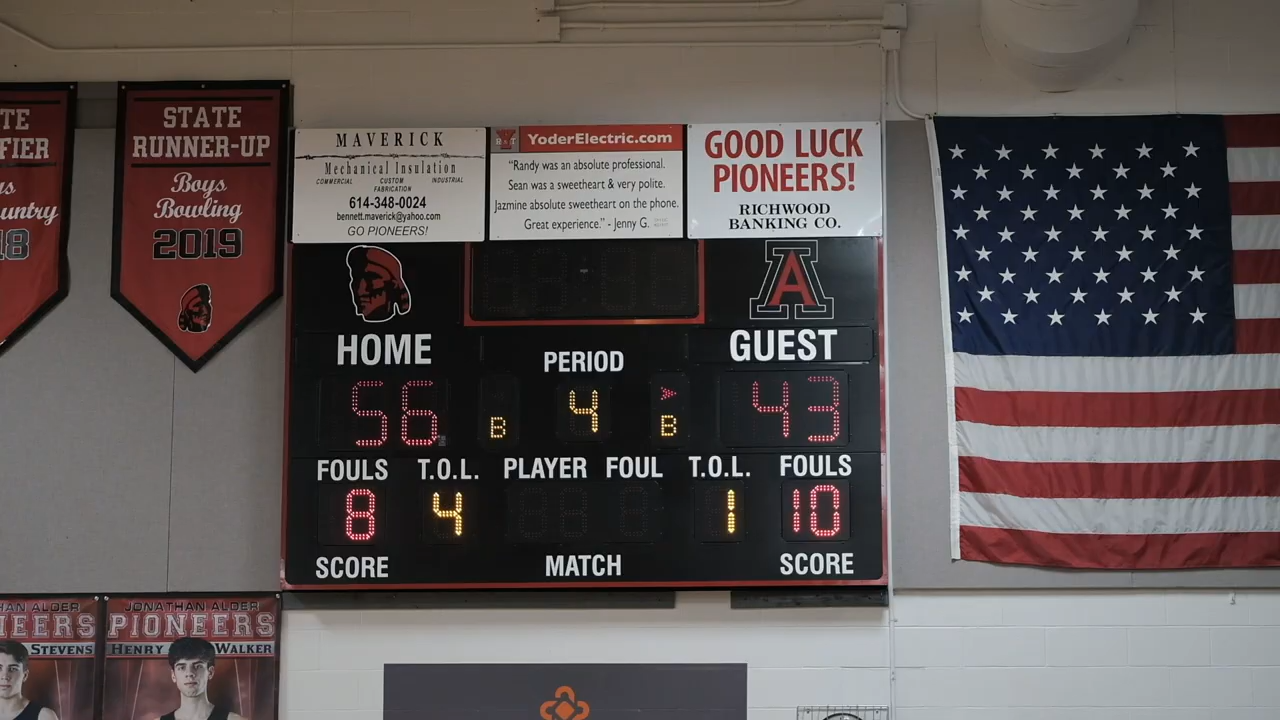 TE
FIER
untry
18
STATE
RUNNER-UP
Boys
Bowling
2019
MAVERICK
Mechanical Insulation
COMMERCIAL CUSTOM INDUSTRIAL
FABRICATION
614-348-0024
bennett.maverick@yahoo.com
GO PIONEERS!
YoderElectric.com
“Randy was an absolute professional.
Sean was a sweetheart & very polite.
Jazmine absolute sweetheart on the phone.
Great experience.” - Jenny G.
GOOD LUCK
PIONEERS!
RICHWOOD
BANKING CO.
A
HOME PERIOD GUEST
56 B 4 B 43
FOULS T.O.L. PLAYER FOUL T.O.L. FOULS
8 4 1 10
SCORE MATCH SCORE
HAN ALDER
NEERS
STEVENS
JONATHAN ALDER
PIONEERS
HENRY WALKER